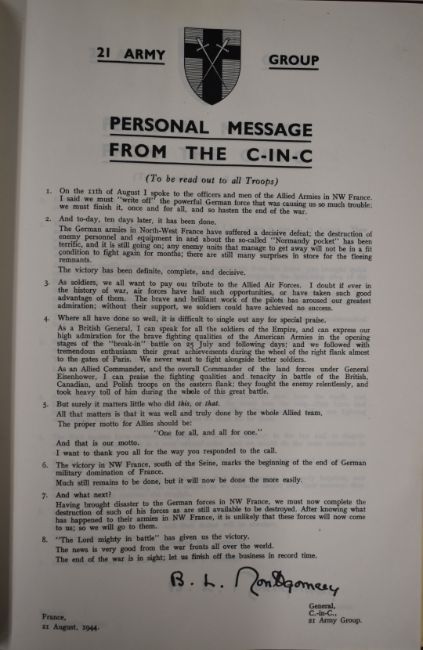 21 ARMY GROUP
PERSONAL MESSAGE
FROM THE C-IN-C
(To be read out to all Troops)
1. On the 11th of August I spoke to the officers and men of the Allied Armies in NW France.
I said we must "write off" the powerful German force that was causing us so much trouble;
we must finish it, once and for all, and so hasten the end of the war.
2. And to-day, ten days later, it has been done.
The German armies in North-West France have suffered a decisive defeat; the destruction of
enemy personnel and equipment in and about the so-called "Normandy pocket" has been
terrific, and it is still going on; any enemy units that manage to get away will not be in a fit
condition to fight again for months; there are still many surprises in store for the fleeing
remnants.
The victory has been definite, complete, and decisive.
3. As soldiers, we all want to pay our tribute to the Allied Air Forces. I doubt if ever in
the history of war, air forces have had such opportunities, or have taken such good
advantage of them. The brave and brilliant work of the pilots has aroused our greatest
admiration; without their support, we soldiers could have achieved no success.
4. Where all have done so well, it is difficult to single out any for special praise.
As a British General, I can speak for all the soldiers of the Empire, and can express our
high admiration for the brave fighting qualities of the American Armies in the opening
stages of the "break-in" battle on 25 July and following days; and we followed with
tremendous enthusiasm their great achievements during the wheel of the right flank almost
to the gates of Paris. We never want to fight alongside better soldiers.
As an Allied Commander, and the overall Commander of the land forces under General
Eisenhower, I can praise the fighting qualities and tenacity in battle of the British,
Canadian, and Polish troops on the eastern flank; they fought the enemy relentlessly, and
took heavy toll of him during the whole of this great battle.
5. But surely it matters little who did this, or that.
All that matters is that it was well and truly done by the whole Allied team,
The proper motto for Allies should be:
"One for all, and all for one."
And that is our motto.
I want to thank you all for the way you responded to the call.
6. The victory in NW France, south of the Seine, marks the beginning of the end of German
military domination of France.
Much still remains to be done, but it will now be done the more easily.
7. And what next?
Having brought disaster to the German forces in NW France, we must now complete the
destruction of such of his forces as are still available to be destroyed. After knowing what
has happened to their armies in NW France, it is unlikely that these forces will now come
to us; so we will go to them.
8. "The Lord mighty in battle" has given us the victory.
The news is very good from the war fronts all over the world.
The end of the war is in sight; let us finish off the business in record time.
B. L. Montgomery
General,
C.-in-C.,
21 Army Group.
France,
21 August, 1944.